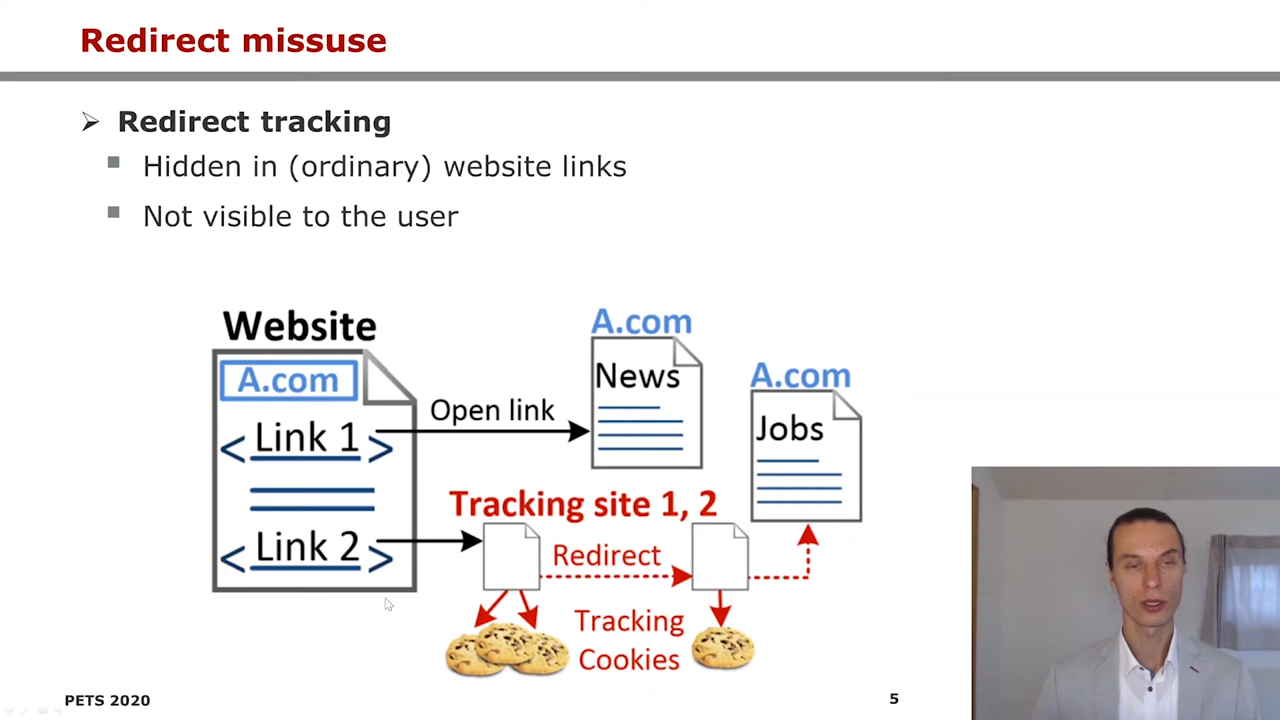 Redirect missuse
Redirect tracking
Hidden in (ordinary) website links
Not visible to the user
Website
A.com
Link 1
Link 2
Open link
A.com
News
A.com
Jobs
Tracking site 1, 2
Redirect
Tracking
Cookies
PETS 2020
5